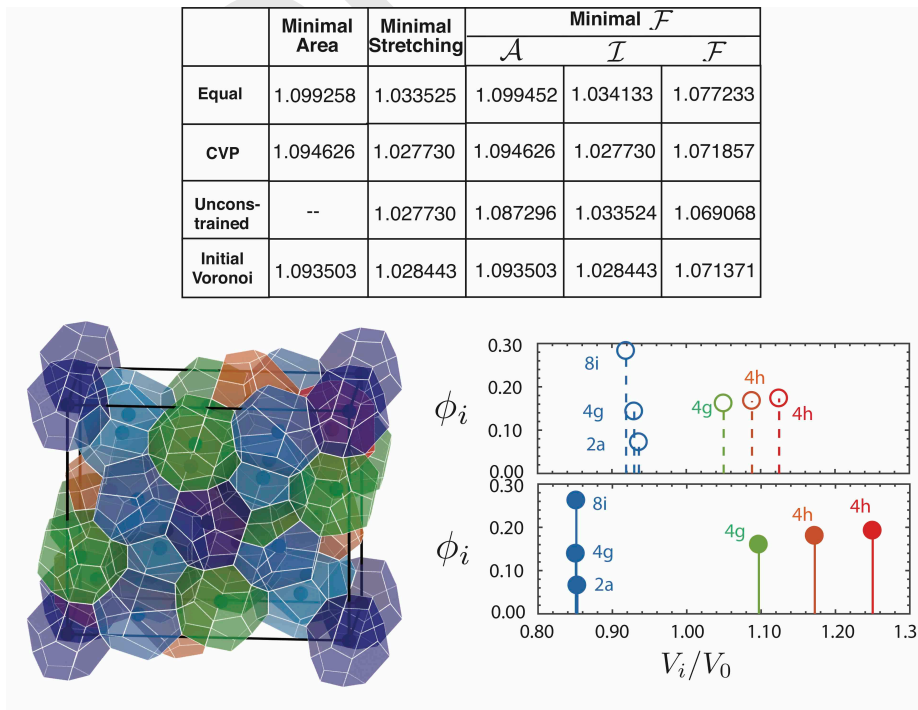 Minimal Area Minimal Stretching Minimal F
A I F
Equal 1.099258 1.033525 1.099452 1.034133 1.077233
CVP 1.094626 1.027730 1.094626 1.027730 1.071857
Uncons-
trained -- 1.027730 1.087296 1.033524 1.069068
Initial
Voronoi 1.093503 1.028443 1.093503 1.028443 1.071371
0.30
0.20
0.10
0.00
ϕi
8i
4g
2a
4g
4h
4h
0.30
0.20
0.10
0.00
ϕi
8i
4g
2a
4g
4h
4h
0.80 0.90 1.00 1.10 1.20 1.3
Vi/V0